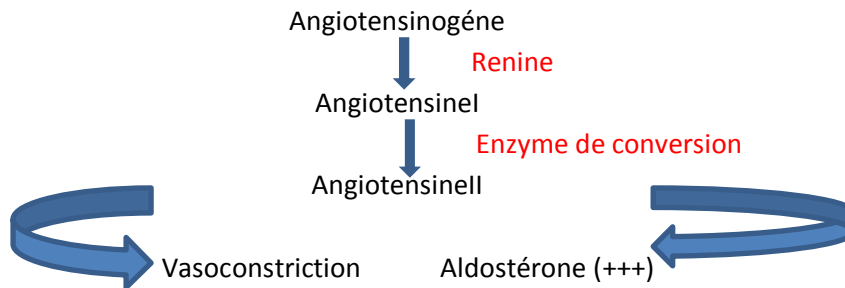 Angiotensinogéne
Renine
AngiotensineI
Enzyme de conversion
AngiotensineII
Vasoconstriction
Aldostérone (+++)